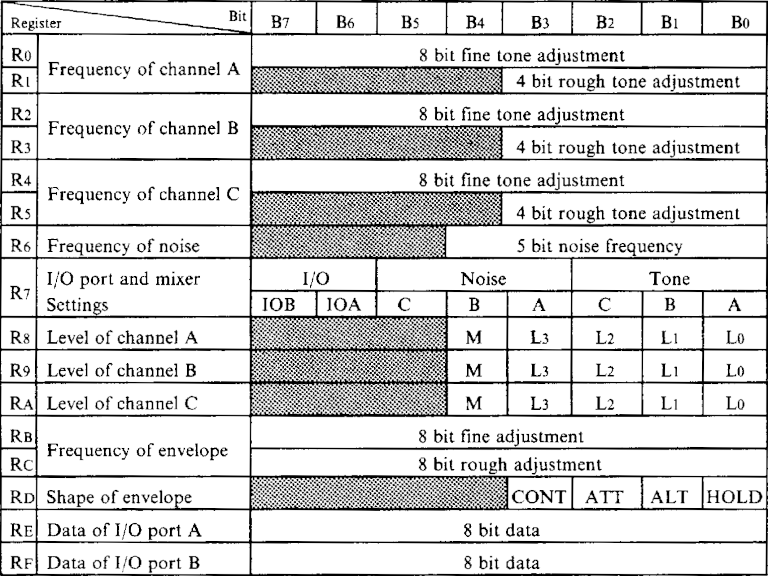 Register Bit B7 B6 B5 B4 B3 B2 B1 B0
R0 Frequency of channel A 8 bit fine tone adjustment
R1 4 bit rough tone adjustment
R2 Frequency of channel B 8 bit fine tone adjustment
R3 4 bit rough tone adjustment
R4 Frequency of channel C 8 bit fine tone adjustment
R5 4 bit rough tone adjustment
R6 Frequency of noise 5 bit noise frequency
R7 I/O port and mixer Settings I/O Noise Tone
IOB IOA C B A C B A
R8 Level of channel A M L3 L2 L1 L0
R9 Level of channel B M L3 L2 L1 L0
RA Level of channel C M L3 L2 L1 L0
RB Frequency of envelope 8 bit fine adjustment
RC 8 bit rough adjustment
RD Shape of envelope CONT ATT ALT HOLD
RE Data of I/O port A 8 bit data
RF Data of I/O port B 8 bit data